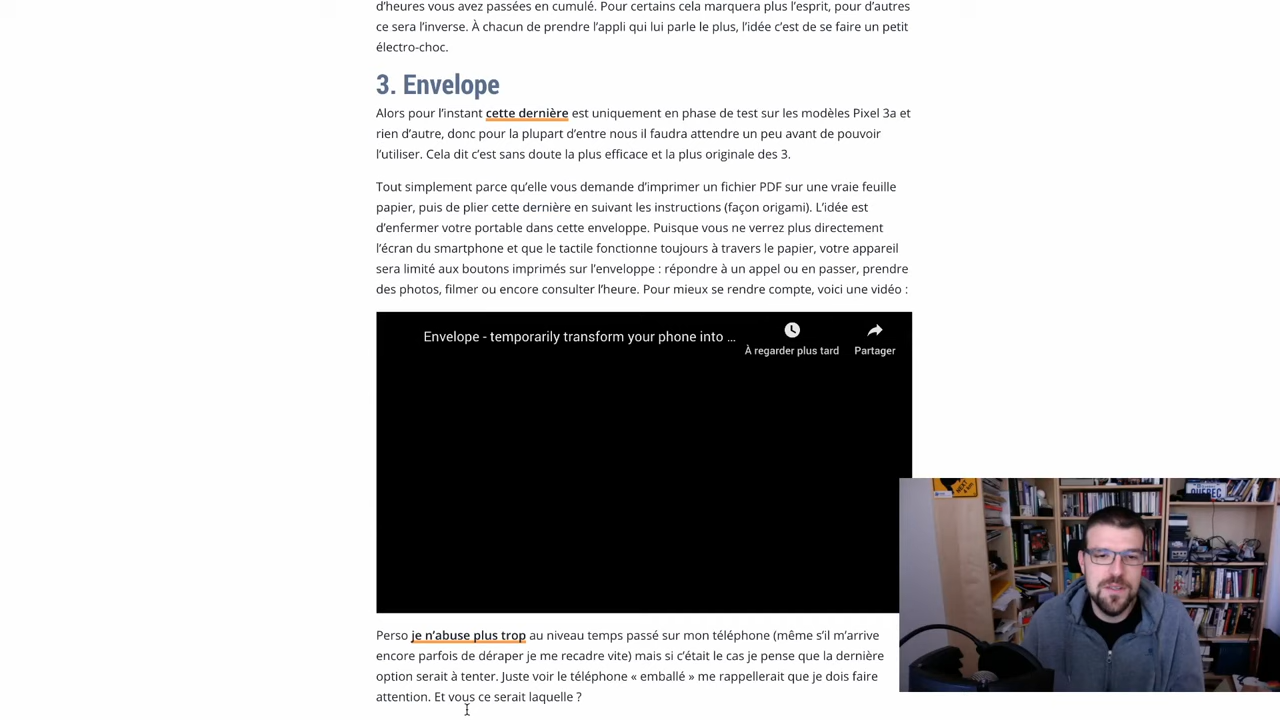 d’heures vous avez passées en cumulé. Pour certains cela marquera plus l’esprit, pour d’autres
ce sera l’inverse. À chacun de prendre l’appli qui lui parle le plus, l’idée c’est de se faire un petit
électro-choc.
3. Envelope
Alors pour l’instant cette dernière est uniquement en phase de test sur les modèles Pixel 3a et
rien d’autre, donc pour la plupart d’entre nous il faudra attendre un peu avant de pouvoir
l’utiliser. Cela dit c’est sans doute la plus efficace et la plus originale des 3.
Tout simplement parce qu’elle vous demande d’imprimer un fichier PDF sur une vraie feuille
papier, puis de plier cette dernière en suivant les instructions (façon origami). L’idée est
d’enfermer votre portable dans cette enveloppe. Puisque vous ne verrez plus directement
l’écran du smartphone et que le tactile fonctionne toujours à travers le papier, votre appareil
sera limité aux boutons imprimés sur l’enveloppe : répondre à un appel ou en passer, prendre
des photos, filmer ou encore consulter l’heure. Pour mieux se rendre compte, voici une vidéo :
Envelope - temporarily transform your phone into ...
À regarder plus tard
Partager
Perso je n’abuse plus trop au niveau temps passé sur mon téléphone (même s’il m’arrive
encore parfois de déraper je me recadre vite) mais si c’était le cas je pense que la dernière
option serait à tenter. Juste voir le téléphone « emballé » me rappellerait que je dois faire
attention. Et vous ce serait laquelle ?
QUÉBEC